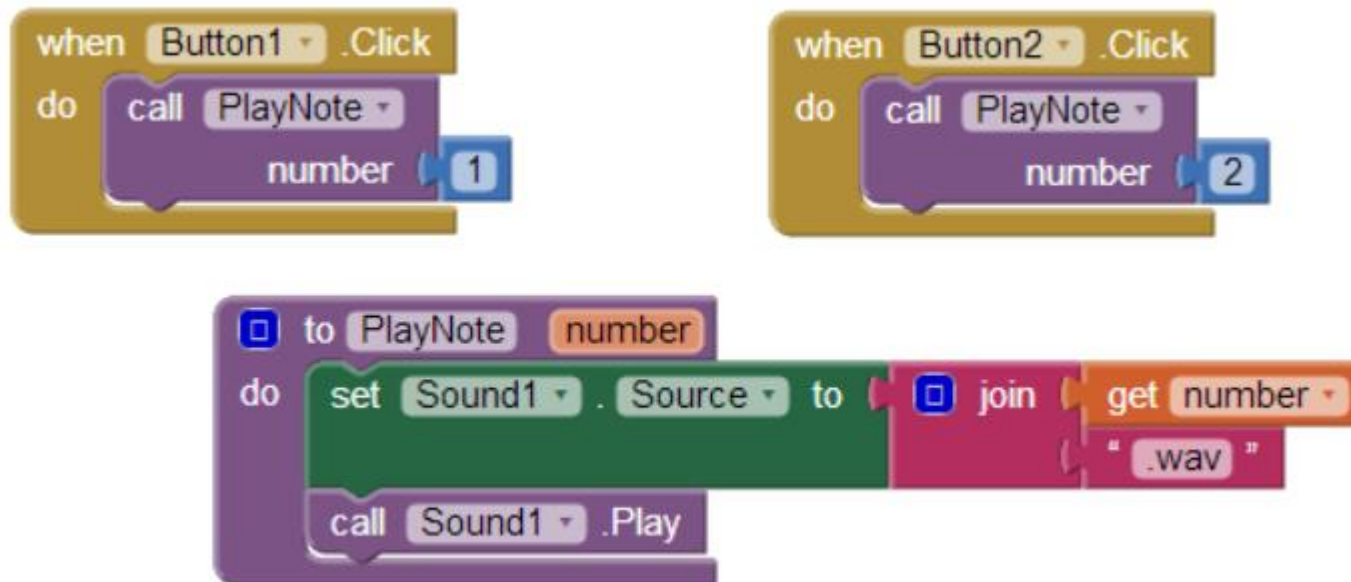 when Button1 .Click
do call PlayNote
number 1
when Button2 .Click
do call PlayNote
number 2
to PlayNote number
do set Sound1 . Source to join get number
" .wav "
call Sound1 .Play